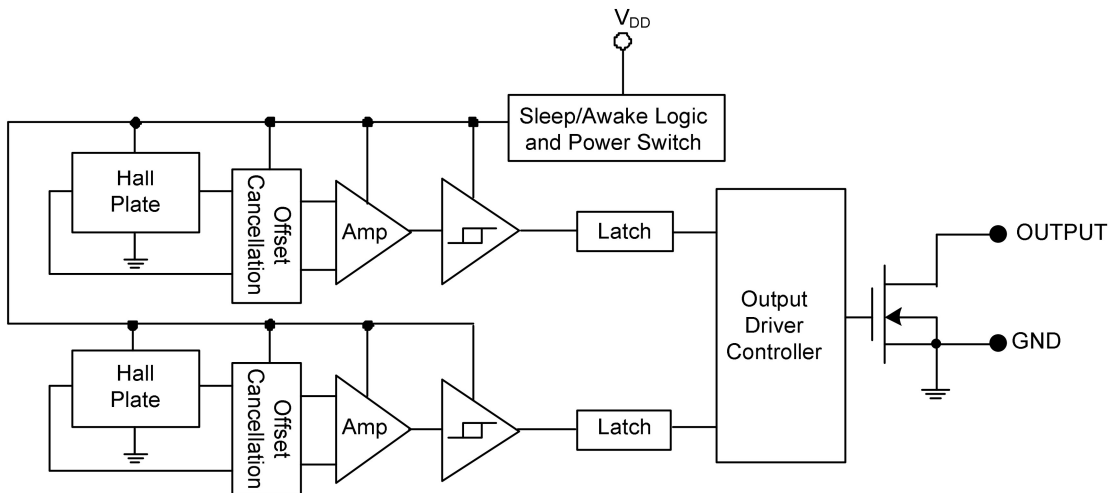 VDD
Sleep/Awake Logic
and Power Switch
Hall
Plate
Offset
Cancellation
Amp
Latch
Output
Driver
Controller
OUTPUT
GND
Hall
Plate
Offset
Cancellation
Amp
Latch